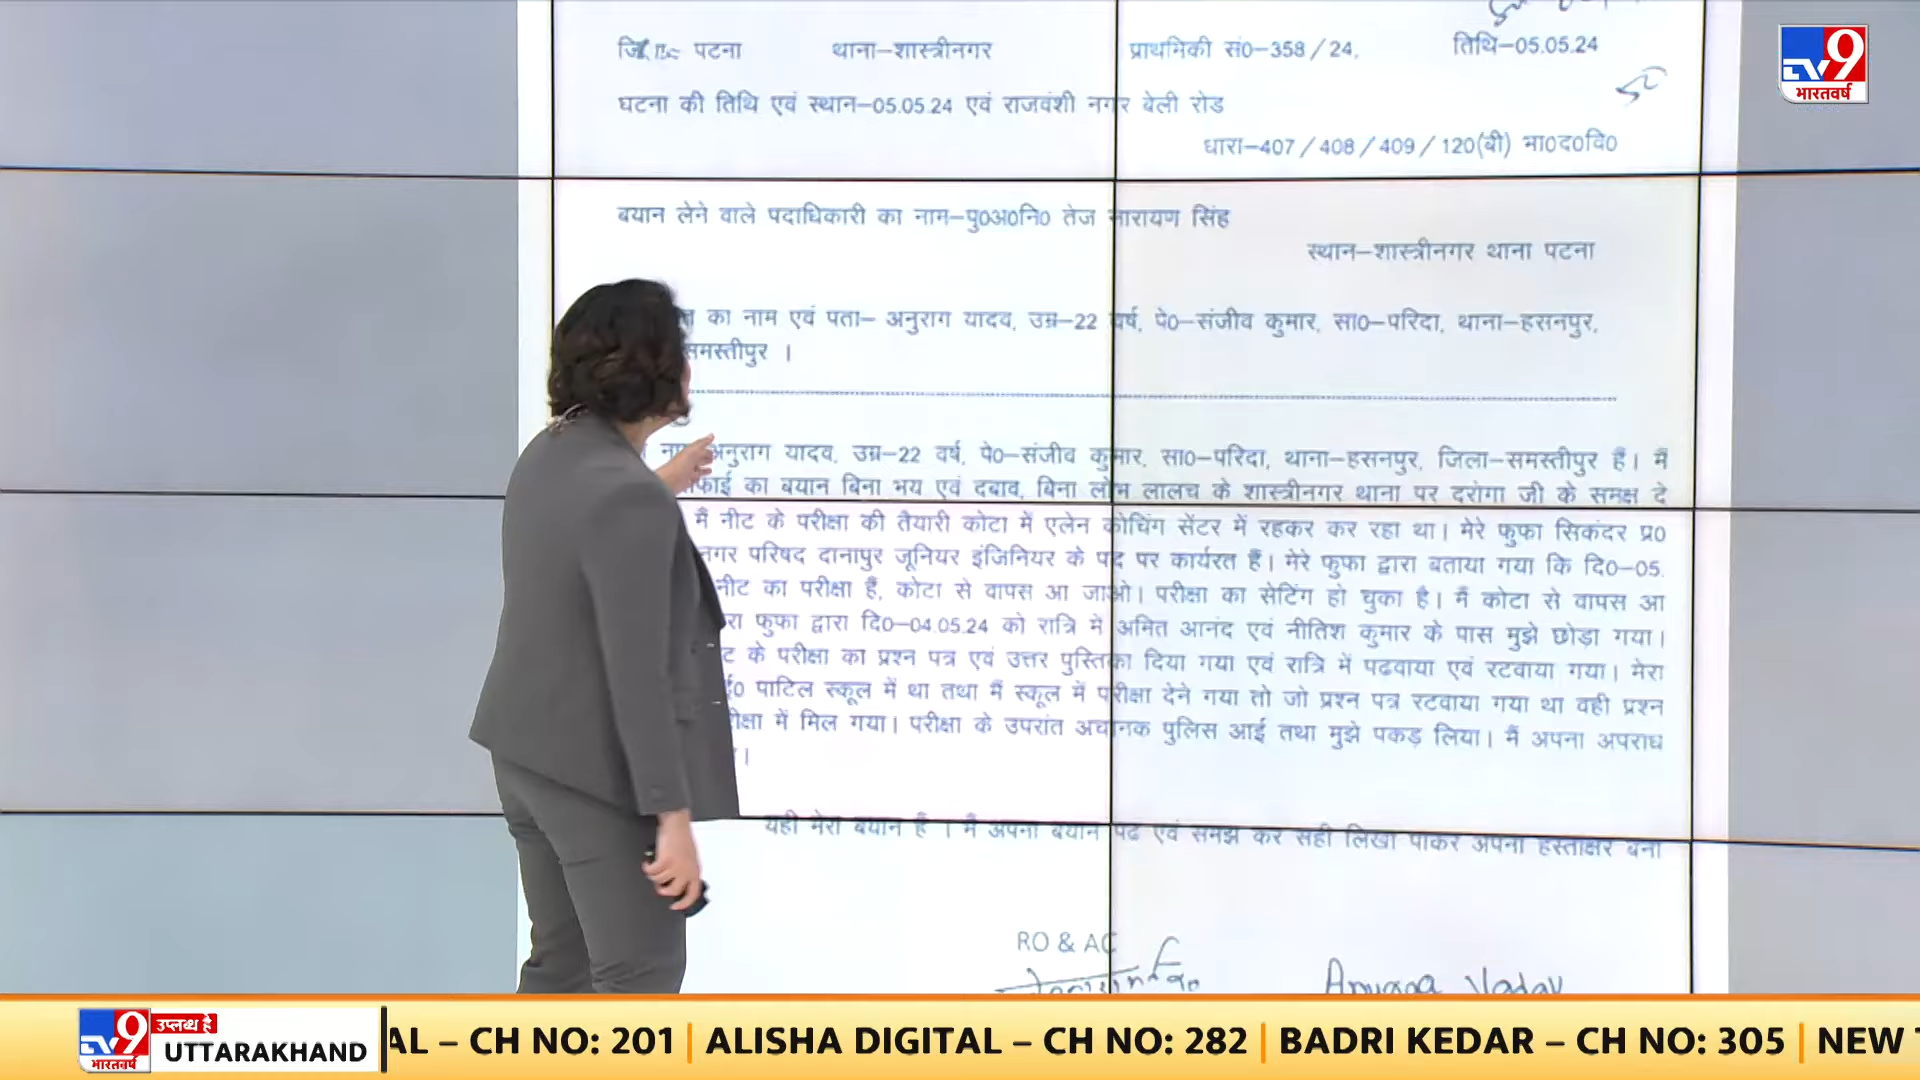 पटना थाना–शास्त्रीनगर प्राथमिकी सं0–358/24, तिथि–05.05.24
घटना की तिथि एवं स्थान–05.05.24 एवं राजवंशी नगर बेली रोड
धारा–407/408/409/120(बी) भा0द0वि0
बयान लेने वाले पदाधिकारी का नाम–पु0अ0नि0 तेज नारायण सिंह
स्थान–शास्त्रीनगर थाना पटना
का नाम एवं पता– अनुराग यादव, उम्र–22 वर्ष, पे0–संजीव कुमार, सा0–परिदा, थाना–हसनपुर,
समस्तीपुर ।
अनुराग यादव, उम्र–22 वर्ष, पे0–संजीव कुमार, सा0–परिदा, थाना–हसनपुर, जिला–समस्तीपुर हैं। मैं
का बयान बिना भय एवं दबाव, बिना लोभ लालच के शास्त्रीनगर थाना पर दरोगा जी के समक्ष दे
मैं नीट के परीक्षा की तैयारी कोटा में एलेन कोचिंग सेंटर में रहकर कर रहा था। मेरे फुफा सिकंदर प्र0
नगर परिषद दानापुर जूनियर इंजिनियर के पद पर कार्यरत हैं। मेरे फुफा द्वारा बताया गया कि दि0–05.
नीट का परीक्षा हैं, कोटा से वापस आ जाओ। परीक्षा का सेटिंग हो चुका है। मैं कोटा से वापस आ
फुफा द्वारा दि0–04.05.24 को रात्रि में अमित आनंद एवं नीतिश कुमार के पास मुझे छोड़ा गया।
के परीक्षा का प्रश्न पत्र एवं उत्तर पुस्तिका दिया गया एवं रात्रि में पढवाया एवं रटवाया गया। मेरा
पाटिल स्कूल में था तथा मैं स्कूल में परीक्षा देने गया तो जो प्रश्न पत्र रटवाया गया था वही प्रश्न
में मिल गया। परीक्षा के उपरांत अचानक पुलिस आई तथा मुझे पकड़ लिया। मैं अपना अपराध
।
यही मेरा बयान हैं । मैं अपना बयान पढ एवं समझ कर सही लिखा पाकर अपना हस्ताक्षर बना
RO & AC
Anurag Yadav
TV9
भारतवर्ष
TV9 भारतवर्ष उपलब्ध है
UTTARAKHAND
AL – CH NO: 201 | ALISHA DIGITAL – CH NO: 282 | BADRI KEDAR – CH NO: 305 | NEW